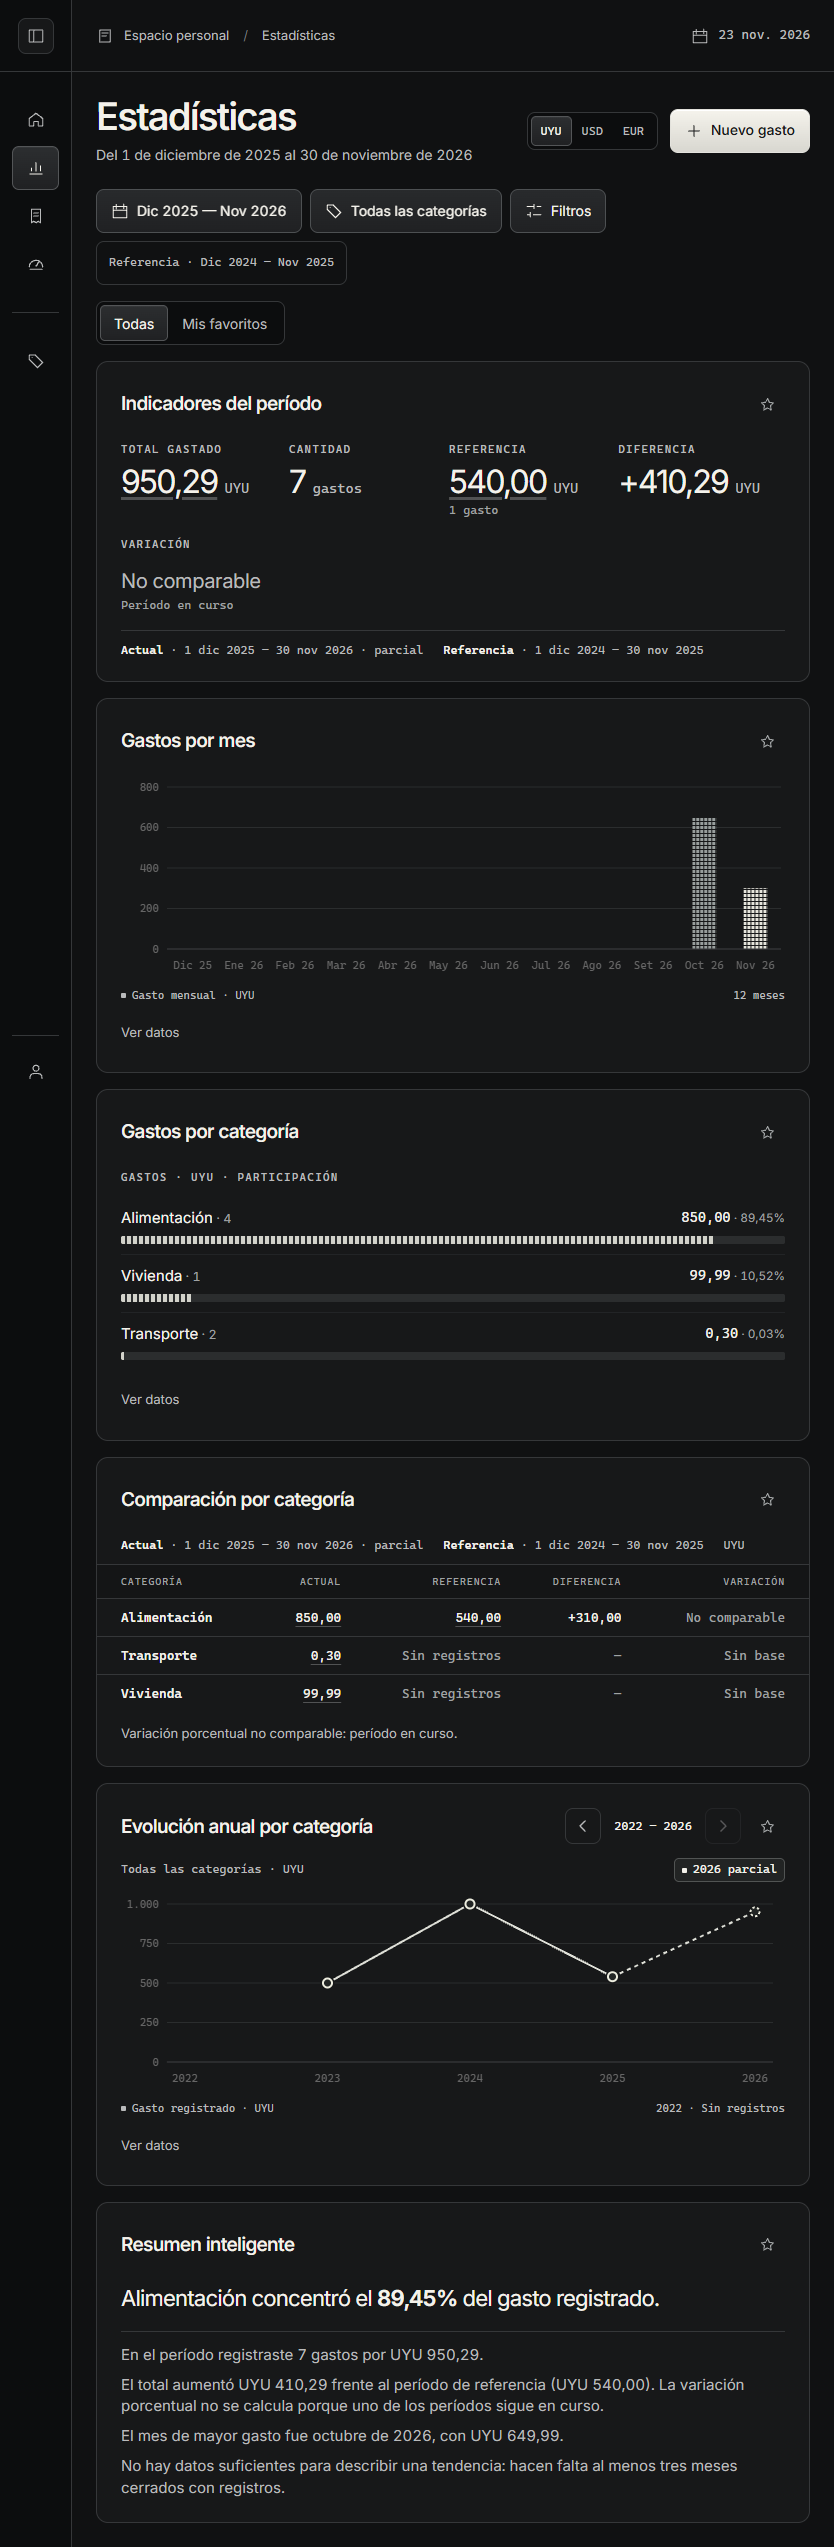 Espacio personal / Estadísticas
23 nov. 2026
Estadísticas
Del 1 de diciembre de 2025 al 30 de noviembre de 2026
UYU USD EUR
+ Nuevo gasto
Dic 2025 — Nov 2026
Todas las categorías
Filtros
Referencia · Dic 2024 — Nov 2025
Todas Mis favoritos
Indicadores del período
TOTAL GASTADO
950,29 UYU
CANTIDAD
7 gastos
REFERENCIA
540,00 UYU
1 gasto
DIFERENCIA
+410,29 UYU
VARIACIÓN
No comparable
Período en curso
Actual · 1 dic 2025 — 30 nov 2026 · parcial Referencia · 1 dic 2024 — 30 nov 2025
Gastos por mes
800
600
400
200
0
Dic 25 Ene 26 Feb 26 Mar 26 Abr 26 May 26 Jun 26 Jul 26 Ago 26 Set 26 Oct 26 Nov 26
Gasto mensual · UYU
12 meses
Ver datos
Gastos por categoría
GASTOS · UYU · PARTICIPACIÓN
Alimentación · 4 850,00 · 89,45%
Vivienda · 1 99,99 · 10,52%
Transporte · 2 0,30 · 0,03%
Ver datos
Comparación por categoría
Actual · 1 dic 2025 — 30 nov 2026 · parcial Referencia · 1 dic 2024 — 30 nov 2025 UYU
CATEGORÍA ACTUAL REFERENCIA DIFERENCIA VARIACIÓN
Alimentación 850,00 540,00 +310,00 No comparable
Transporte 0,30 Sin registros — Sin base
Vivienda 99,99 Sin registros — Sin base
Variación porcentual no comparable: período en curso.
Evolución anual por categoría
2022 — 2026
Todas las categorías · UYU
2026 parcial
1.000
750
500
250
0
2022 2023 2024 2025 2026
Gasto registrado · UYU
2022 · Sin registros
Ver datos
Resumen inteligente
Alimentación concentró el 89,45% del gasto registrado.
En el período registraste 7 gastos por UYU 950,29.
El total aumentó UYU 410,29 frente al período de referencia (UYU 540,00). La variación
porcentual no se calcula porque uno de los períodos sigue en curso.
El mes de mayor gasto fue octubre de 2026, con UYU 649,99.
No hay datos suficientes para describir una tendencia: hacen falta al menos tres meses
cerrados con registros.